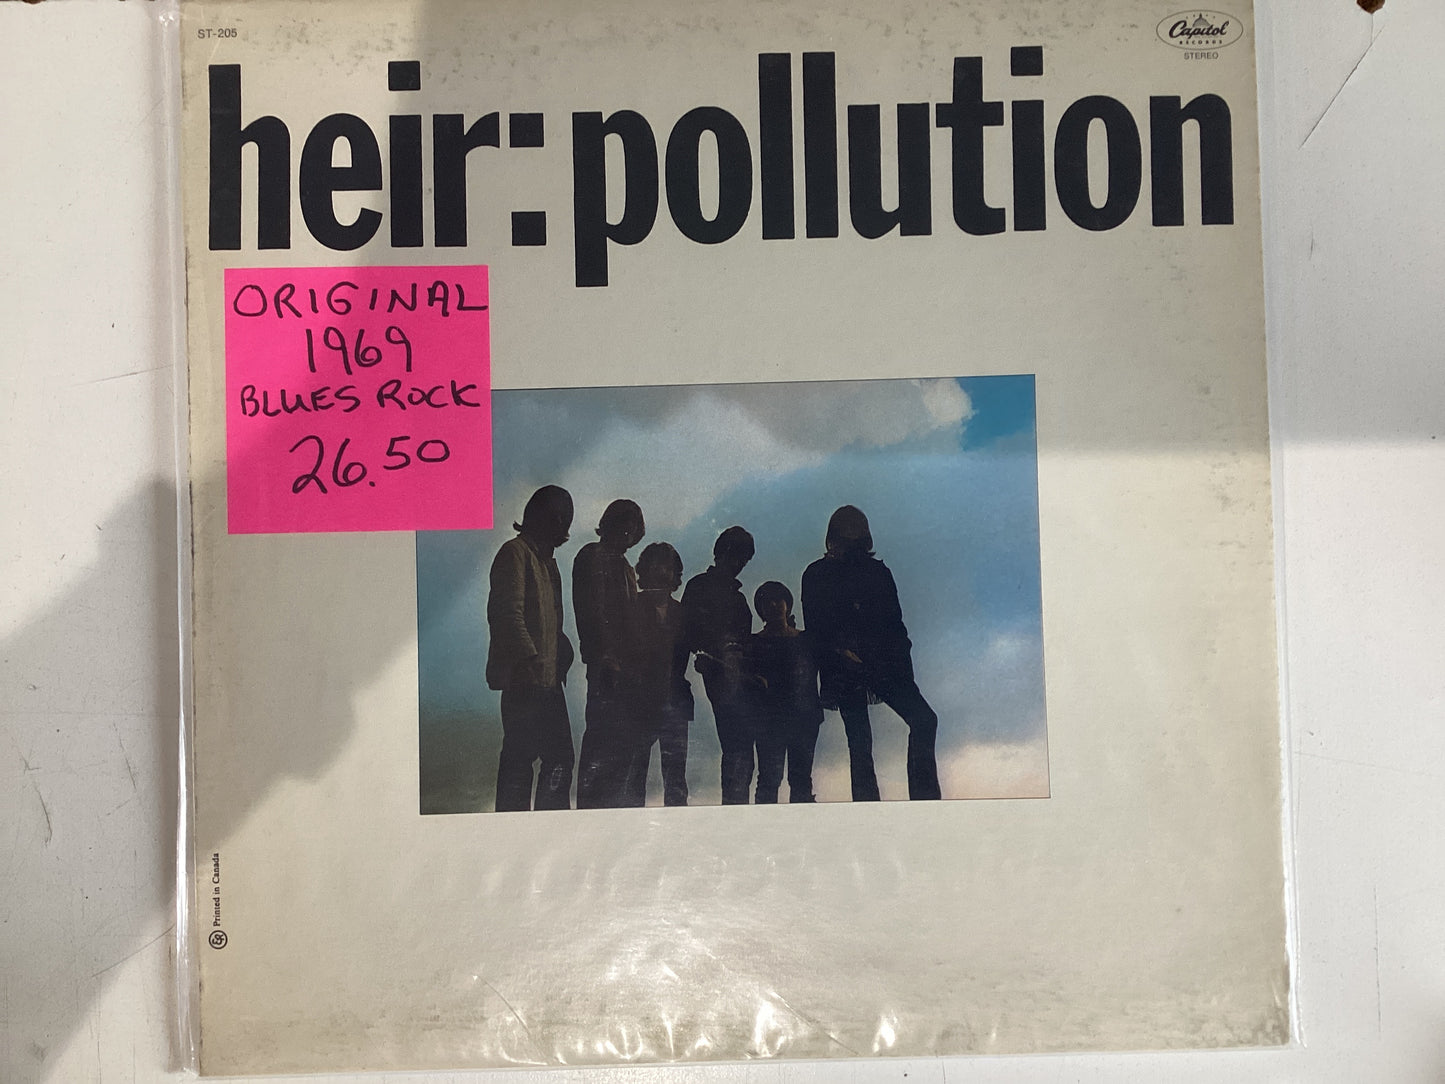 ST-205
Capitol
RECORDS
STEREO
heir:pollution
ORIGINAL
1969
BLUES ROCK
26.50
Printed in Canada